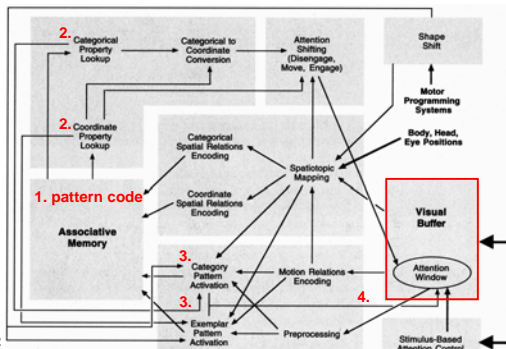 2.
Categorical
Property
Lookup
Categorical to
Coordinate
Conversion
Attention
Shifting
(Disengage,
Move, Engage)
Shape
Shift
Motor
Programming
Systems
2.
Coordinate
Property
Lookup
Categorical
Spatial Relations
Encoding
Body, Head,
Eye Positions
Spatiotopic
Mapping
1. pattern code
Coordinate
Spatial Relations
Encoding
Associative
Memory
Visual
Buffer
3.
Category
Pattern
Activation
Motion Relations
Encoding
Attention
Window
3.
4.
Exemplar
Pattern
Activation
Preprocessing
Stimulus-Based
Attention Control